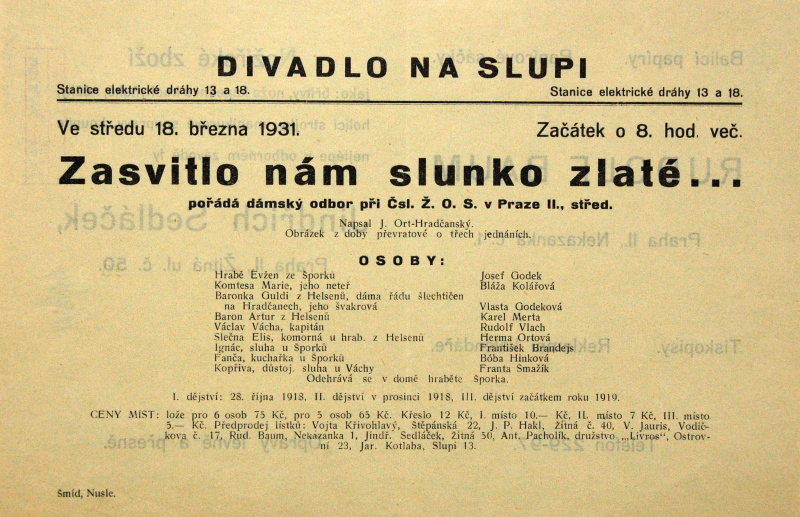 DIVADLO NA SLUPI
Stanice elektrické dráhy 13 a 18. Stanice elektrické dráhy 13 a 18.
Ve středu 18. března 1931. Začátek o 8. hod. več.
Zasvitlo nám slunko zlaté...
pořádá dámský odbor při Čsl. Ž. O. S. v Praze II., střed.
Napsal J. Ort-Hradčanský.
Obrázek z doby převratové o třech jednáních.
OSOBY:
Hrabě Evžen ze Šporků Josef Godek
Komtesa Marie, jeho neteř Bláža Kolářová
Baronka Guldi z Helsenů, dáma řádu šlechtičen
na Hradčanech, jeho švakrová Vlasta Godeková
Baron Artur z Helsenů Karel Merta
Václav Vácha, kapitán Rudolf Vlach
Slečna Elis, komorná u hrab. z Helsenů Herma Ortová
Ignác, sluha u Šporků František Brandejs
Fanča, kuchařka u Šporků Bóba Hinková
Kopřiva, důstoj. sluha u Váchy Franta Smažík
Odehrává se v domě hraběte Šporka.
I. dějství: 28. října 1918, II. dějství v prosinci 1918, III. dějství začátkem roku 1919.
CENY MÍST: lože pro 6 osob 75 Kč, pro 5 osob 65 Kč. Křeslo 12 Kč, I. místo 10.— Kč, II. místo 7 Kč, III. místo
5.— Kč. Předprodej lístků: Vojta Křivohlavý, Štěpánská 22, J. P. Hakl, Žitná č. 40, V. Jauris, Vodič-
kova č. 17, Rud. Baum, Nekazanka 1, Jindř. Sedláček, Žitná 50, Ant. Pacholík, družstvo „Livros“, Ostrov-
ní 23, Jar. Kotlaba, Slupi 13.
Šmíd, Nusle.